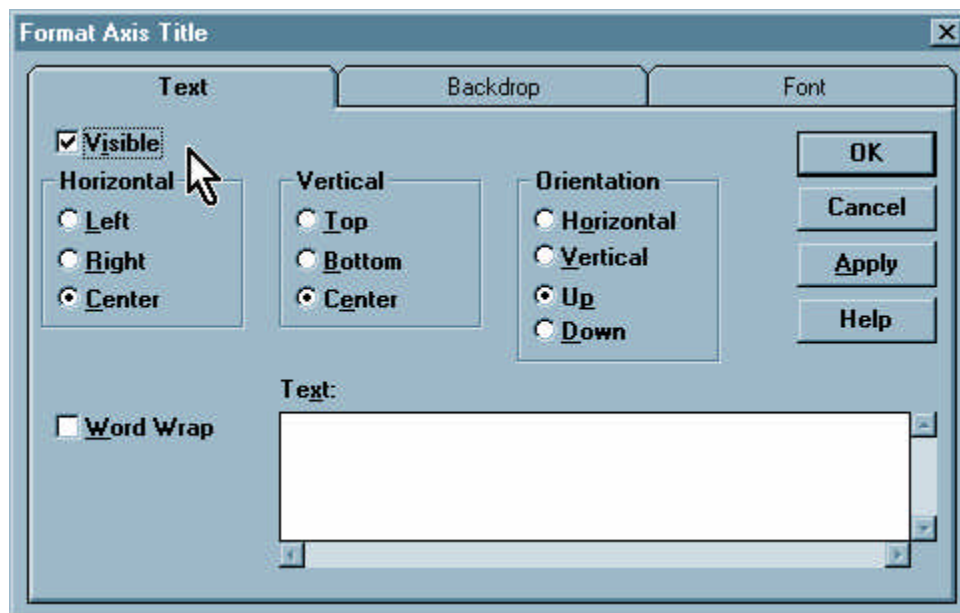 Format Axis Title
Text Backdrop Font
Visible
OK
Horizontal Vertical Orientation
Left Top Horizontal
Cancel
Right Bottom Vertical
Apply
Center Center Up
Help
Down
Text:
Word Wrap